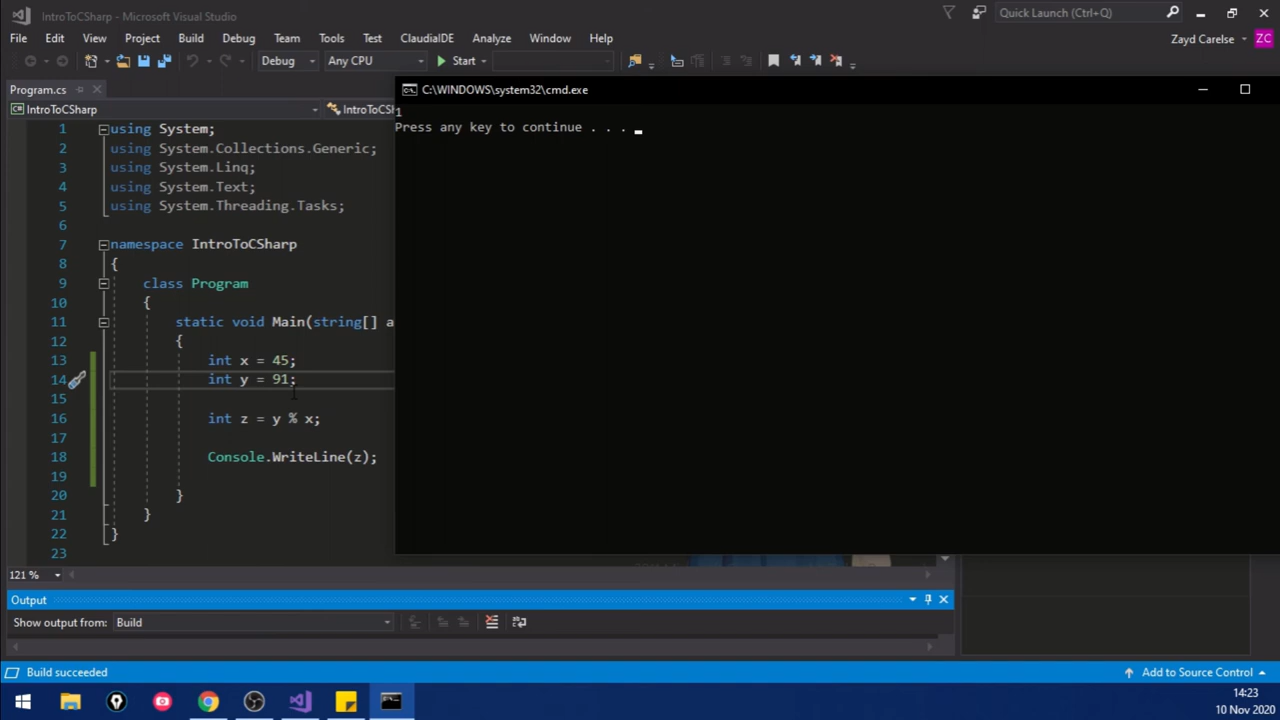 IntroToCSharp - Microsoft Visual Studio
Quick Launch (Ctrl+Q)
File Edit View Project Build Debug Team Tools Test ClaudiaIDE Analyze Window Help
Zayd Carelse ZC
Debug Any CPU Start
Program.cs
C:\WINDOWS\system32\cmd.exe
IntroToCSharp IntroToCSh
1
Press any key to continue . . .
1 using System;
2 using System.Collections.Generic;
3 using System.Linq;
4 using System.Text;
5 using System.Threading.Tasks;
6
7 namespace IntroToCSharp
8 {
9 class Program
10 {
11 static void Main(string[] a
12 {
13 int x = 45;
14 int y = 91;
15
16 int z = y % x;
17
18 Console.WriteLine(z);
19
20 }
21 }
22 }
23
121 %
Output
Show output from: Build
Build succeeded
Add to Source Control
14:23
10 Nov 2020